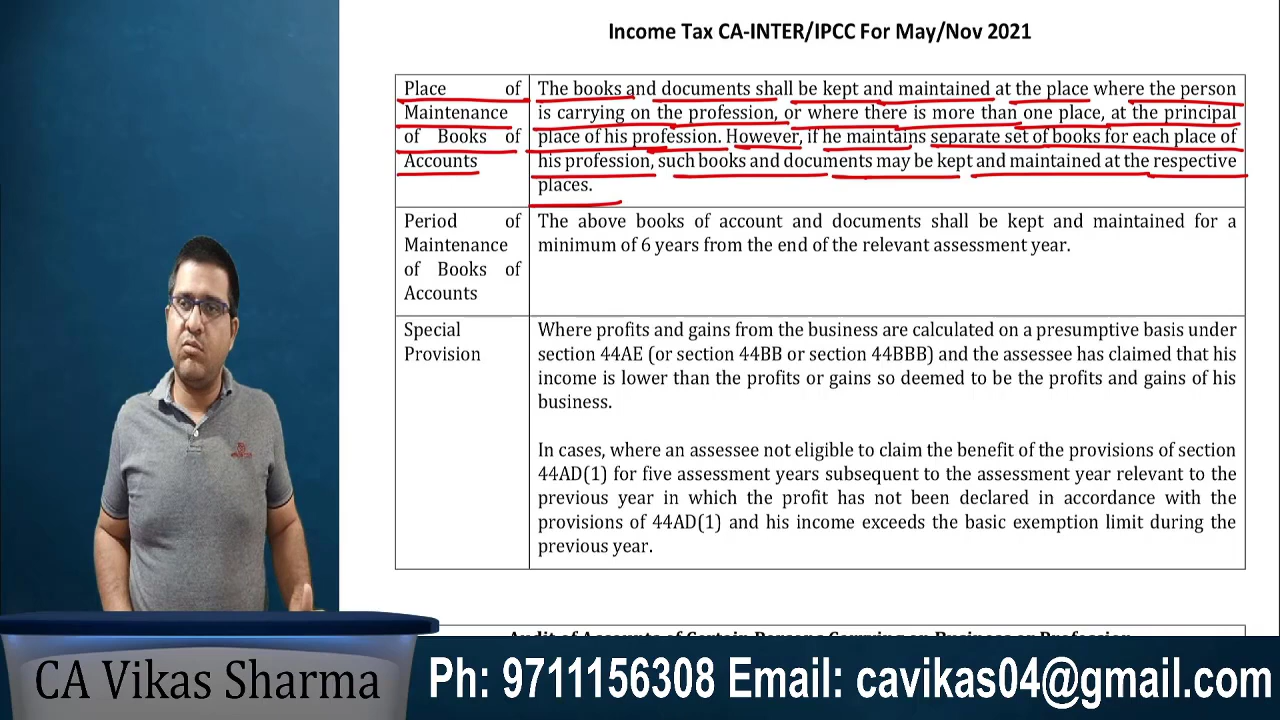 Income Tax CA-INTER/IPCC For May/Nov 2021
Place of Maintenance of Books of Accounts
The books and documents shall be kept and maintained at the place where the person
is carrying on the profession, or where there is more than one place, at the principal
place of his profession. However, if he maintains separate set of books for each place of
his profession, such books and documents may be kept and maintained at the respective
places.
Period of Maintenance of Books of Accounts
The above books of account and documents shall be kept and maintained for a
minimum of 6 years from the end of the relevant assessment year.
Special Provision
Where profits and gains from the business are calculated on a presumptive basis under
section 44AE (or section 44BB or section 44BBB) and the assessee has claimed that his
income is lower than the profits or gains so deemed to be the profits and gains of his
business.
In cases, where an assessee not eligible to claim the benefit of the provisions of section
44AD(1) for five assessment years subsequent to the assessment year relevant to the
previous year in which the profit has not been declared in accordance with the
provisions of 44AD(1) and his income exceeds the basic exemption limit during the
previous year.
Audit of Accounts of Certain Persons Carrying on Business or Profession
CA Vikas Sharma
Ph: 9711156308 Email: cavikas04@gmail.com